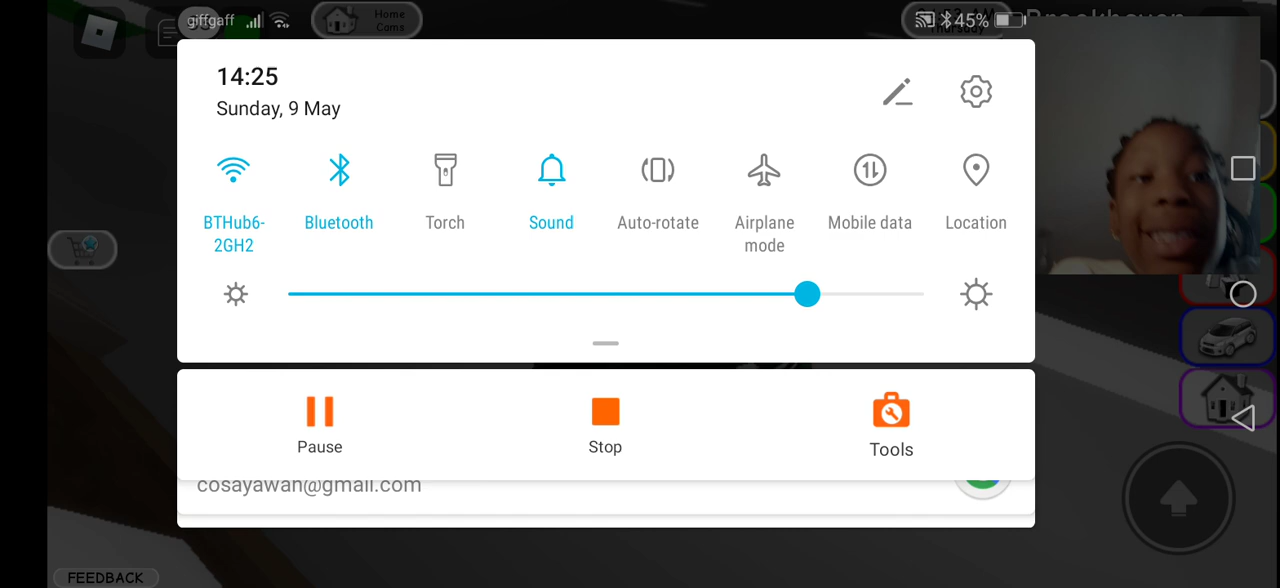 giffgaff
Home
Cams
45%
Brookhaven
14:25
Sunday, 9 May
BTHub6-
2GH2
Bluetooth
Torch
Sound
Auto-rotate
Airplane
mode
Mobile data
Location
Pause
Stop
Tools
cosayawan@gmail.com
FEEDBACK